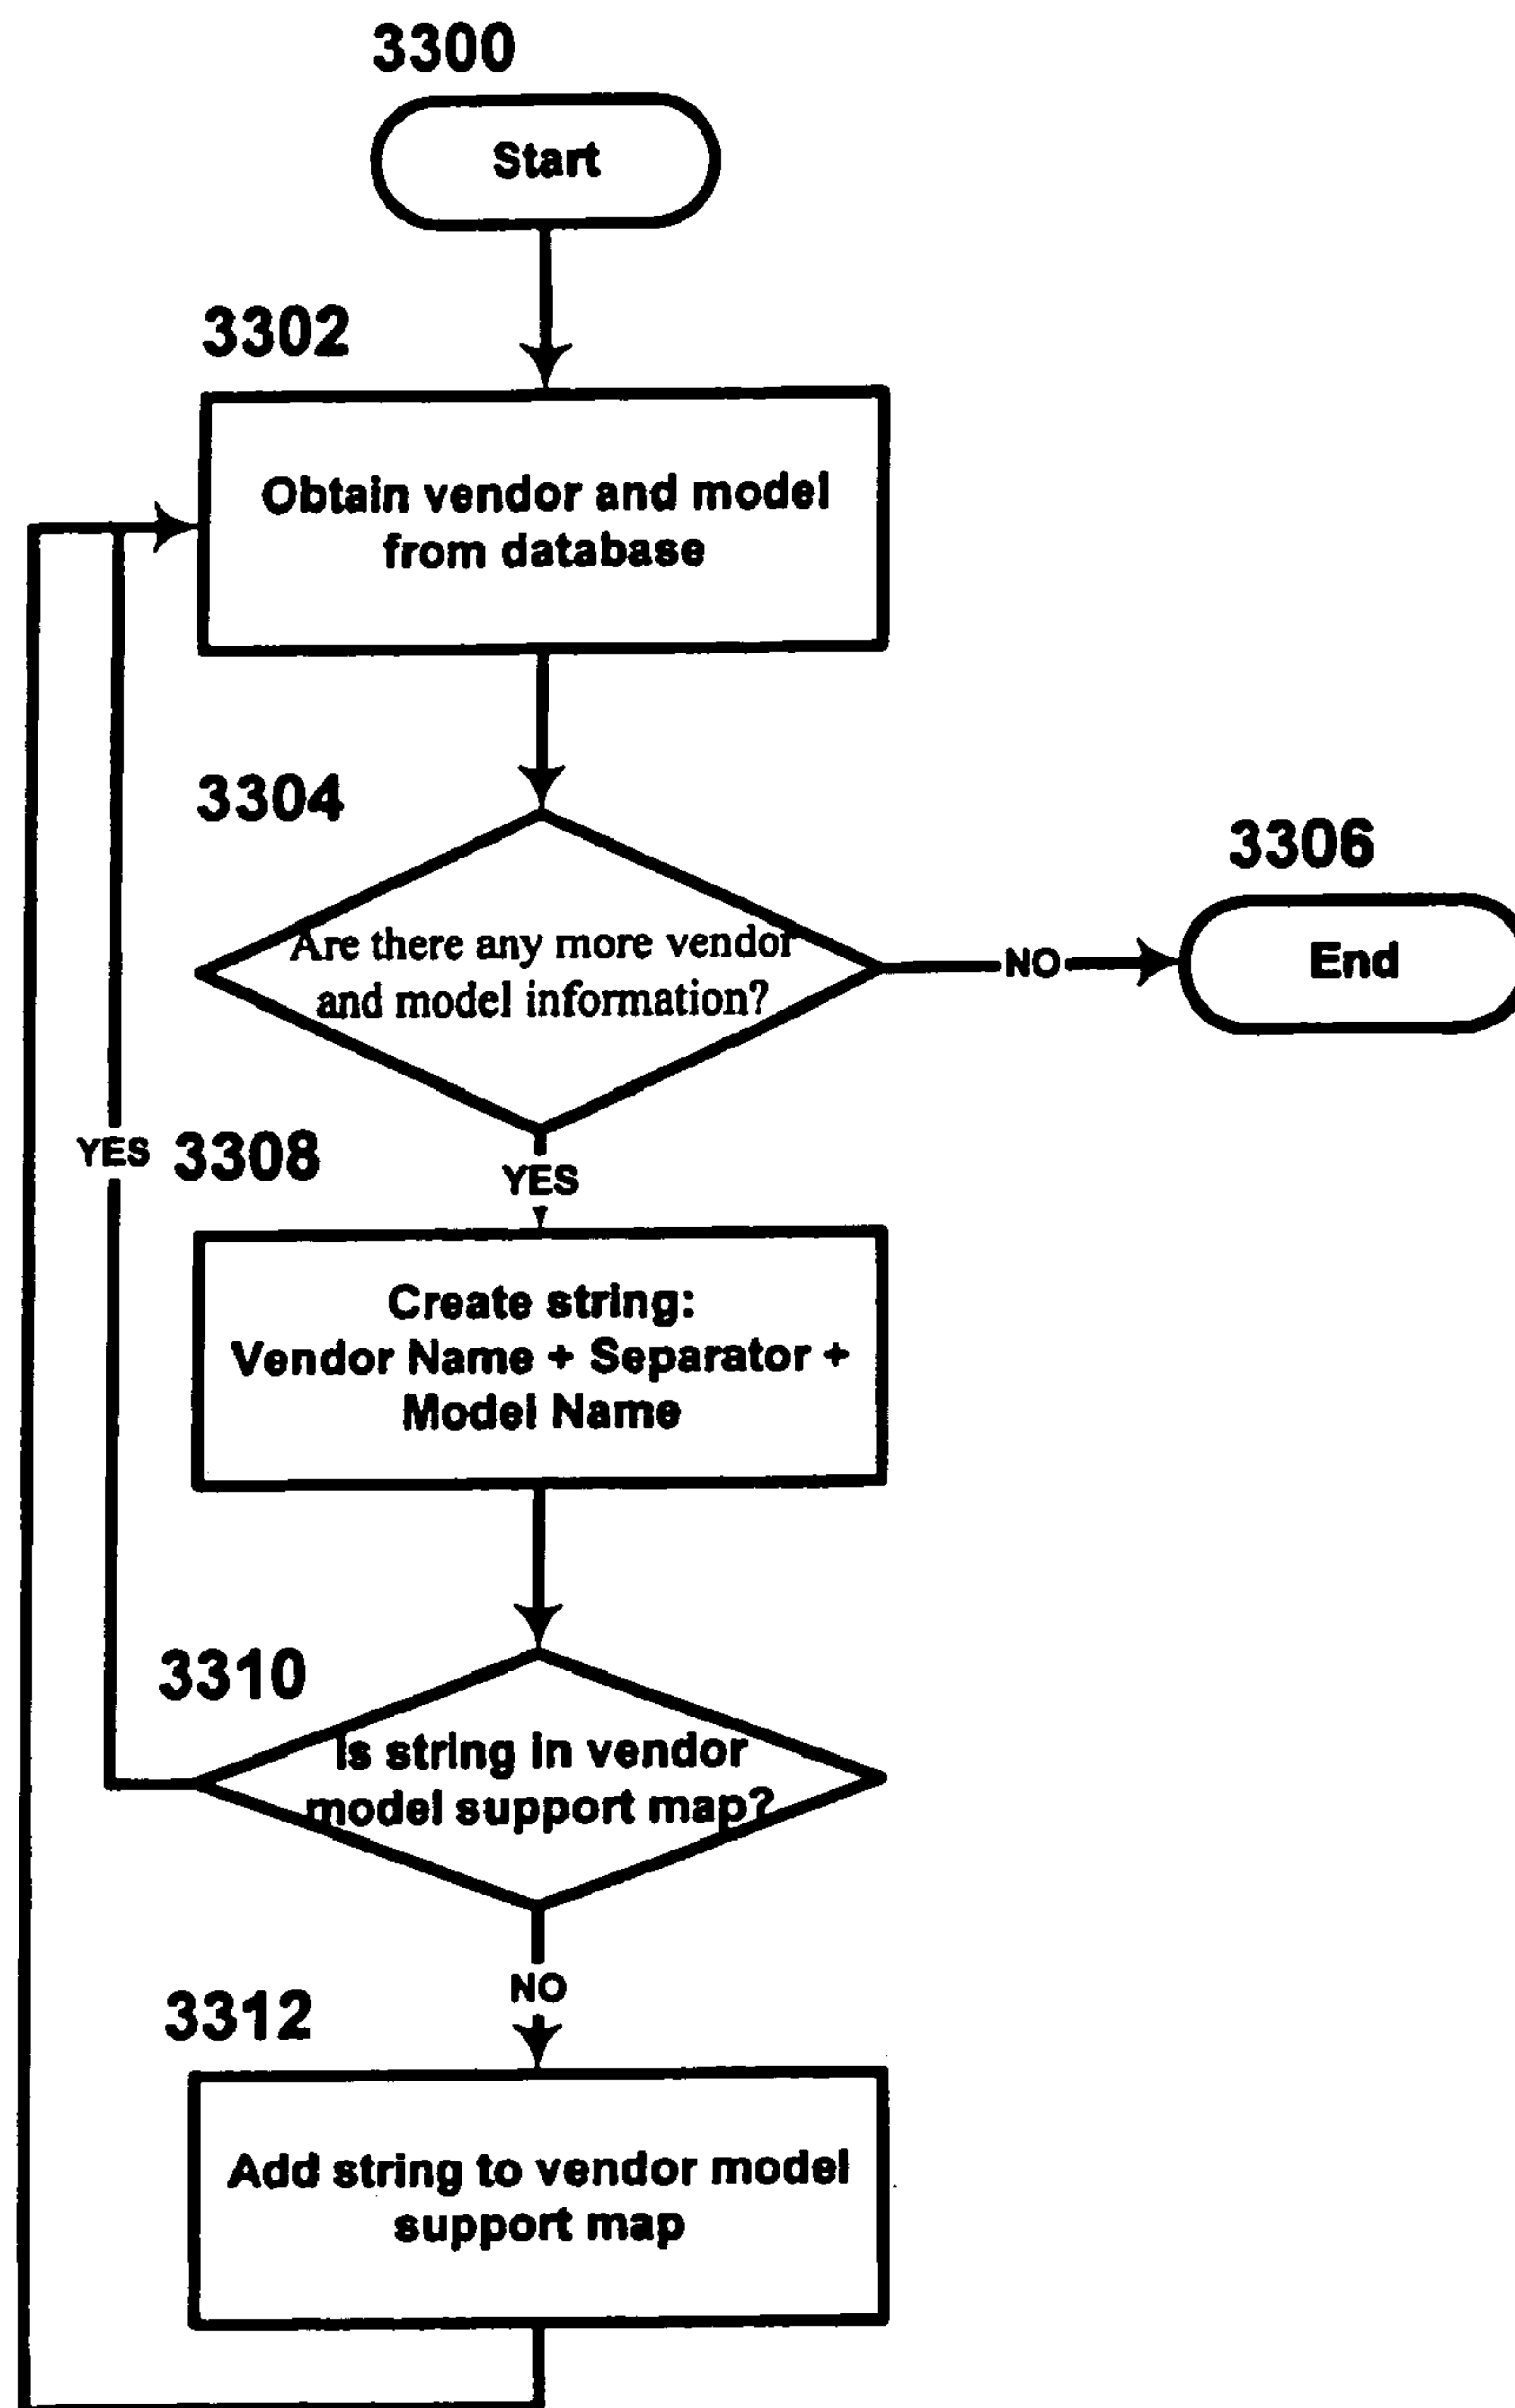 3300
Start
3302
Obtain vendor and model
from database
3304
Are there any more vendor
and model information?
NO
3306
End
YES
3308
YES
Create string:
Vendor Name + Separator +
Model Name
3310
Is string in vendor
model support map?
NO
3312
Add string to vendor model
support map